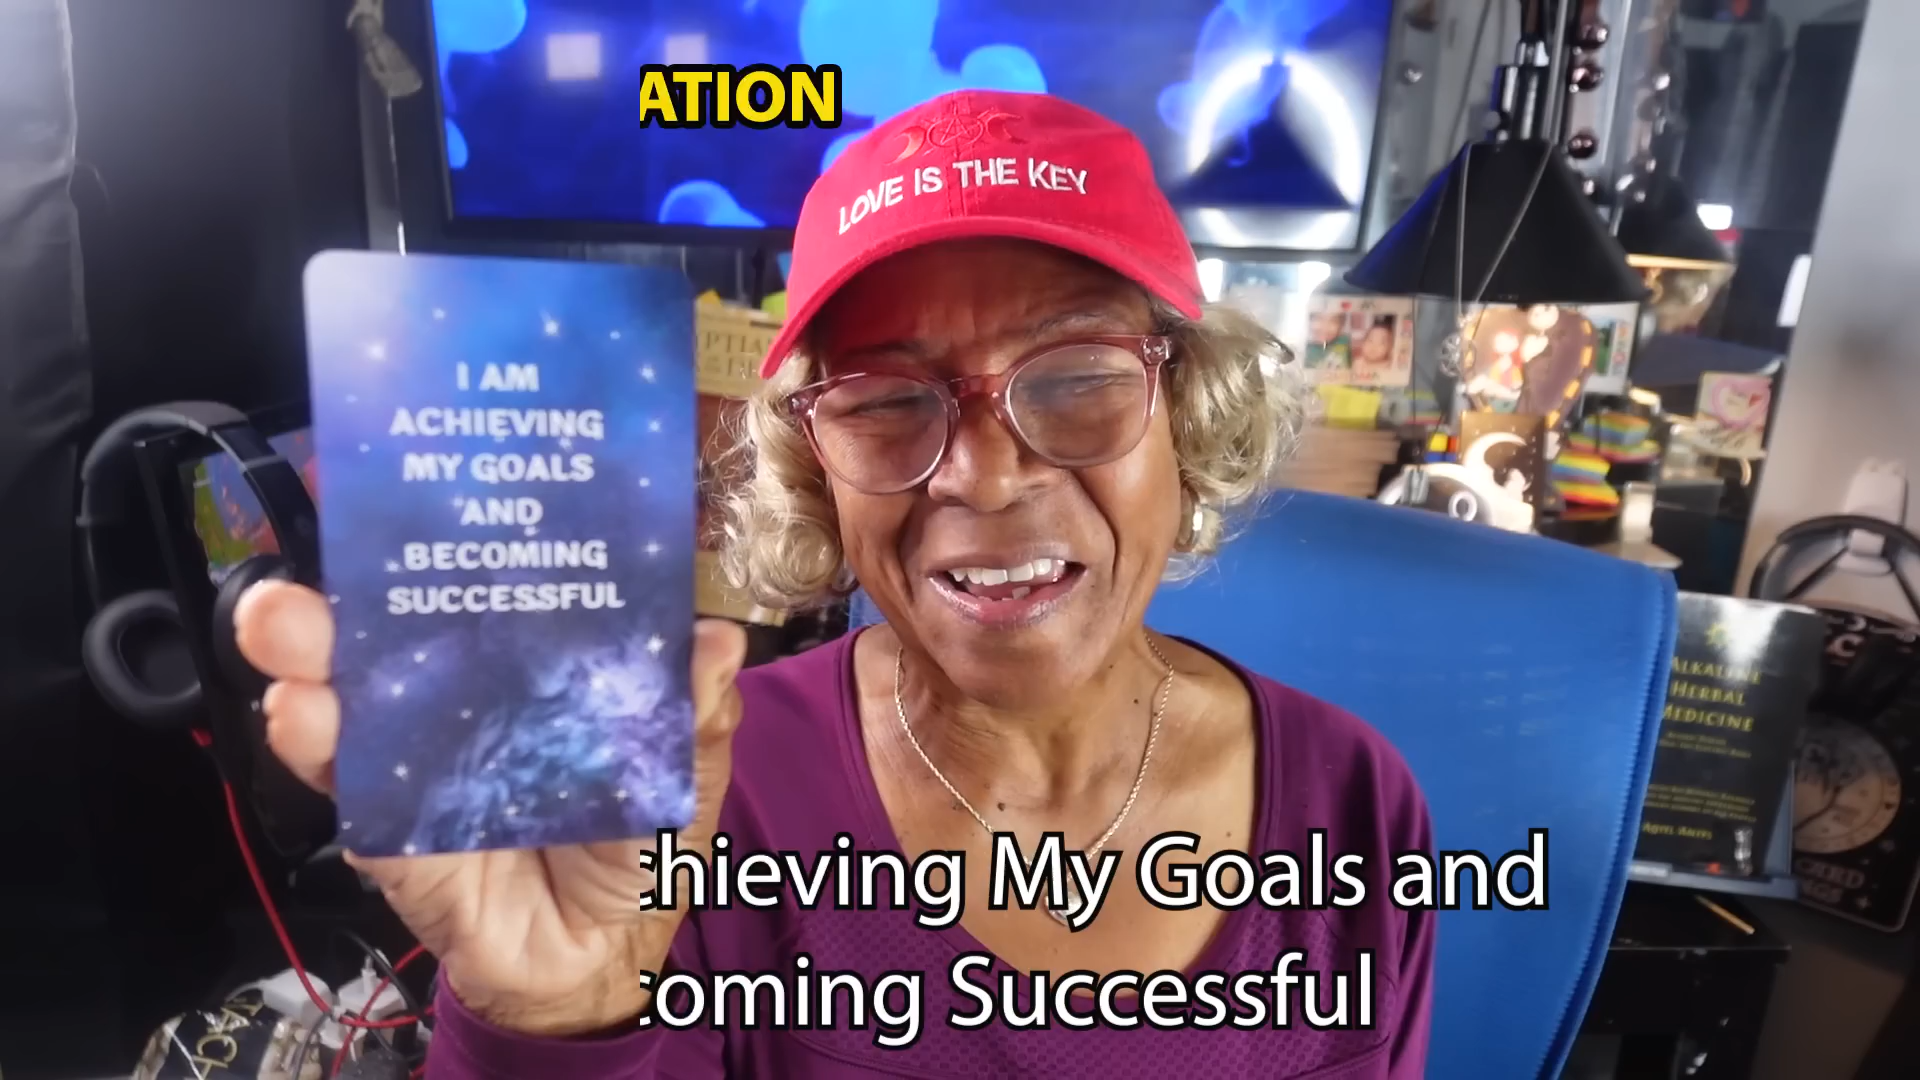 ATION
LOVE IS THE KEY
I AM
ACHIEVING
MY GOALS
AND
BECOMING
SUCCESSFUL
ALKALINE
HERBAL
MEDICINE
chieving My Goals and
coming Successful